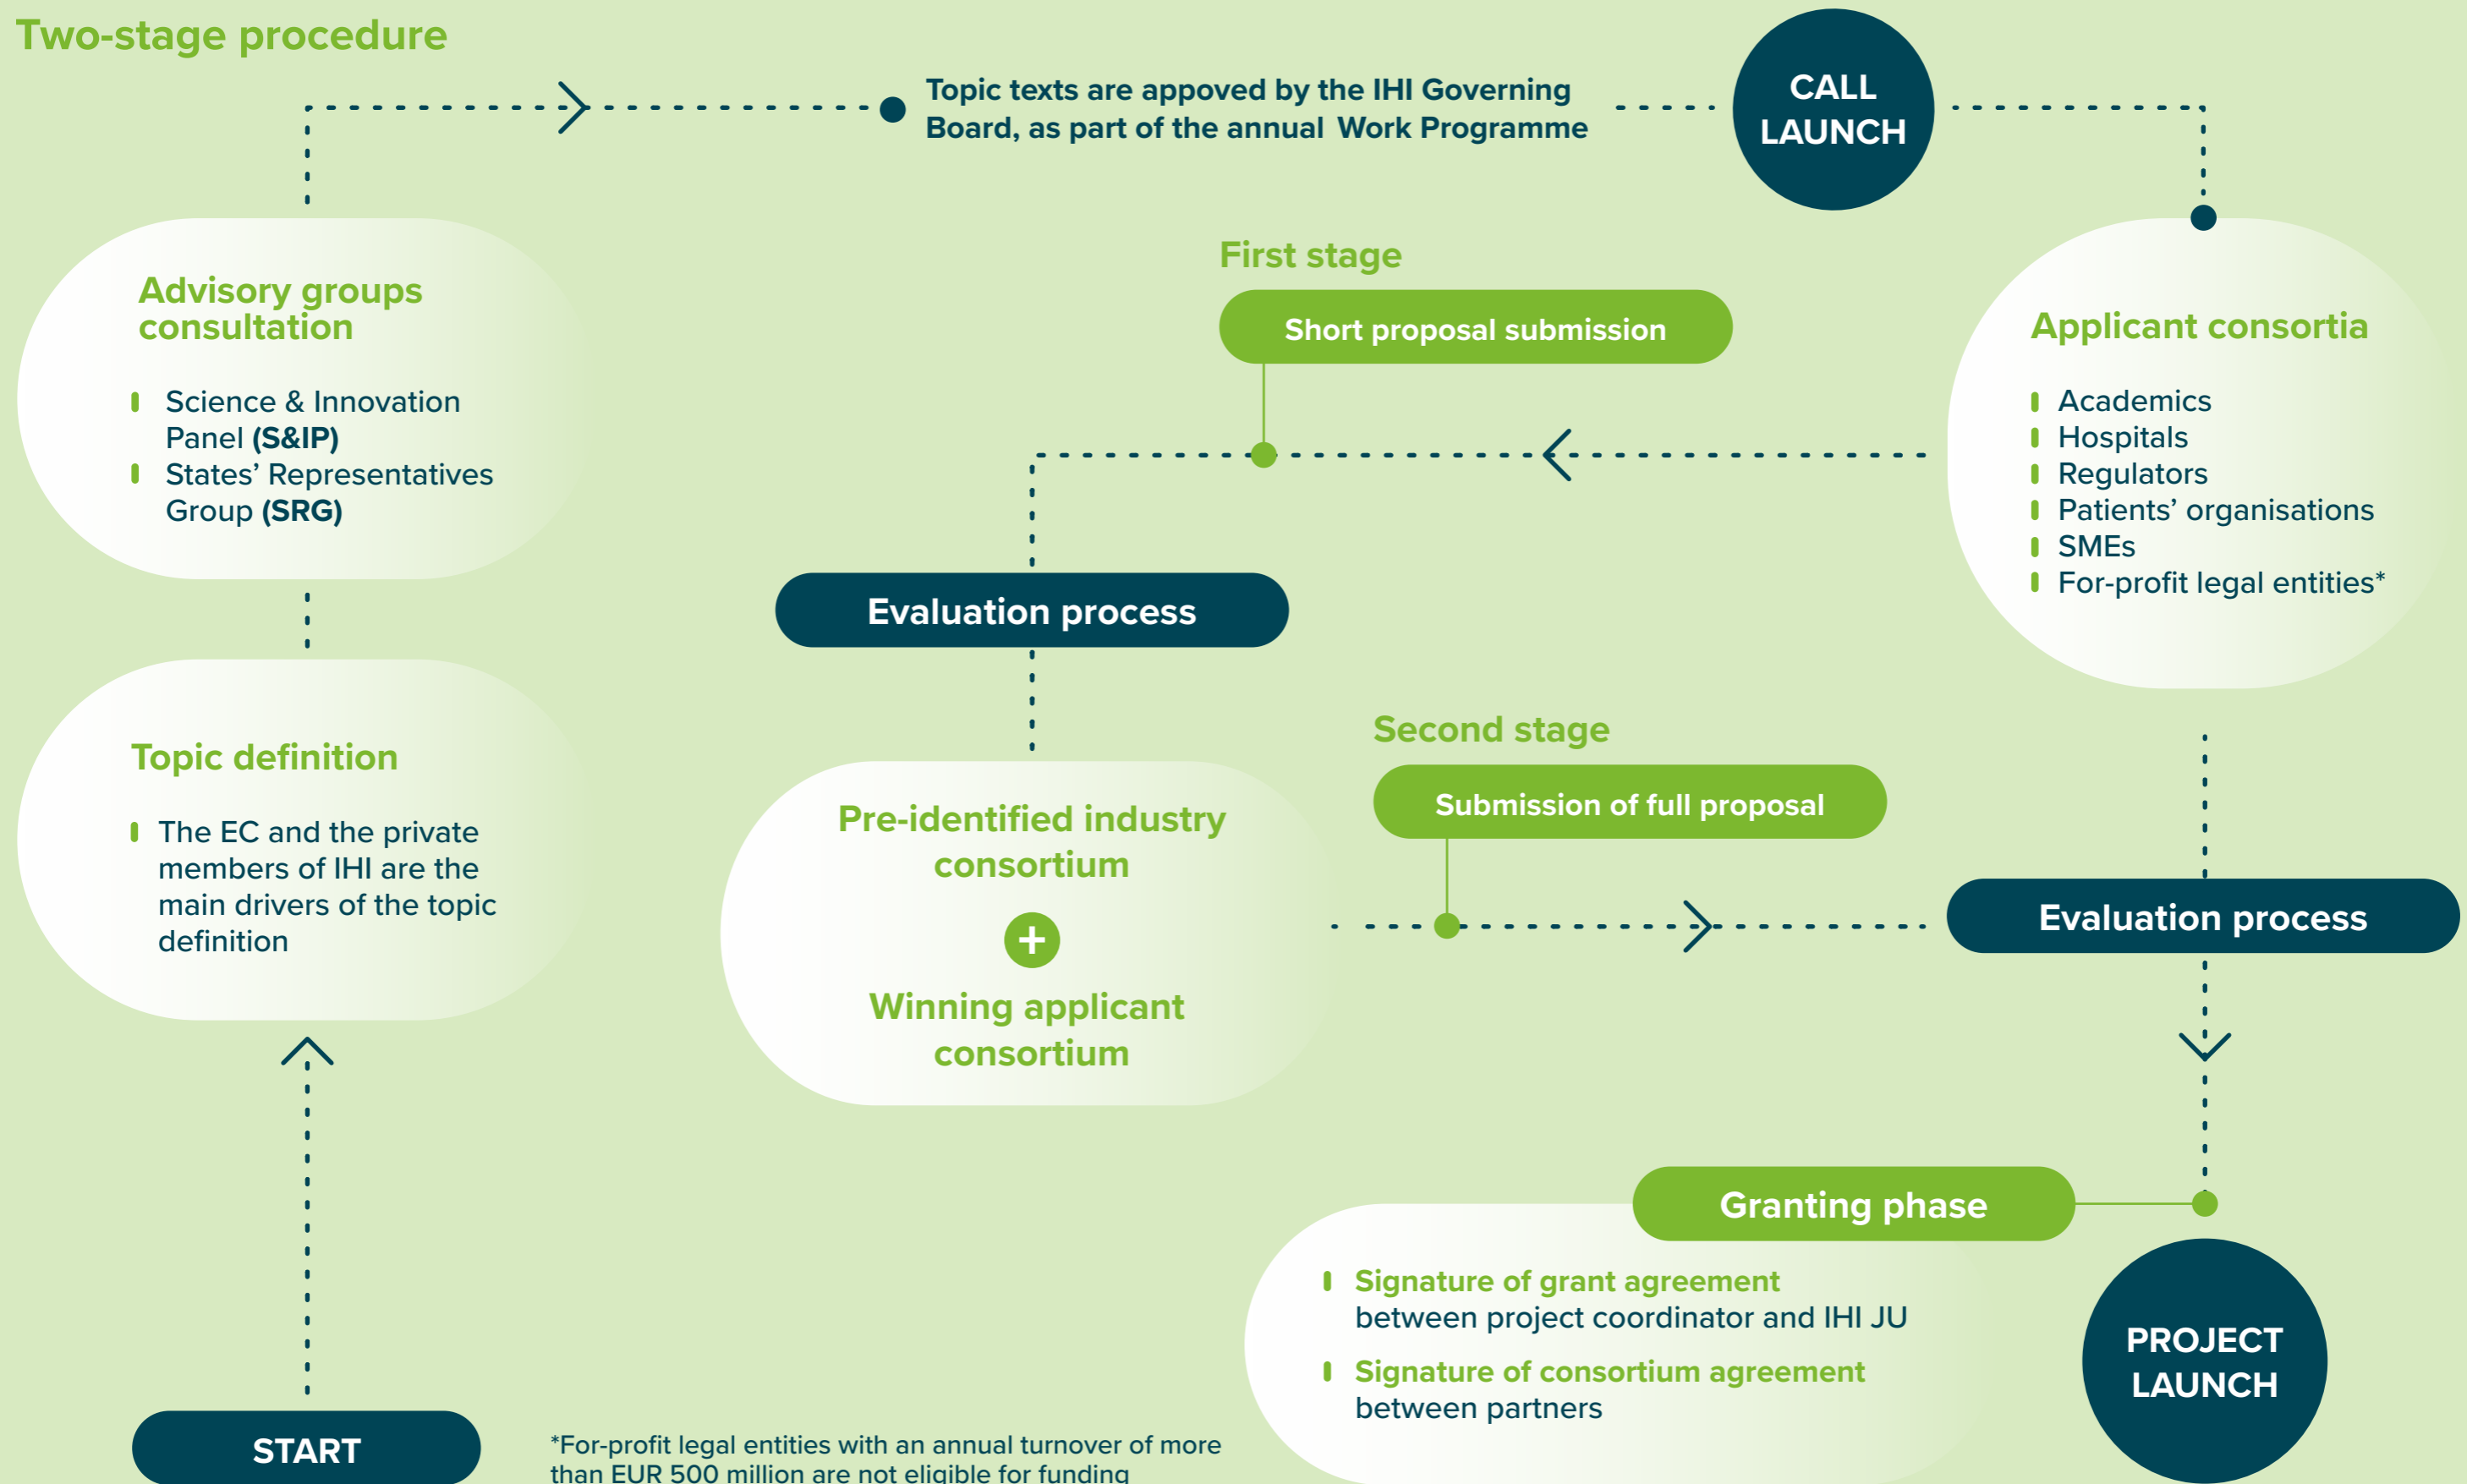 Two-stage procedure
Topic texts are appoved by the IHI Governing
Board, as part of the annual Work Programme
CALL
LAUNCH
Advisory groups
consultation
Science & Innovation
Panel (S&IP)
States’ Representatives
Group (SRG)
Topic definition
The EC and the private
members of IHI are the
main drivers of the topic
definition
START
First stage
Short proposal submission
Applicant consortia
Academics
Hospitals
Regulators
Patients’ organisations
SMEs
For-profit legal entities*
Evaluation process
Pre-identified industry
consortium
+
Winning applicant
consortium
Second stage
Submission of full proposal
Evaluation process
Granting phase
Signature of grant agreement
between project coordinator and IHI JU
Signature of consortium agreement
between partners
PROJECT
LAUNCH
*For-profit legal entities with an annual turnover of more
than EUR 500 million are not eligible for funding